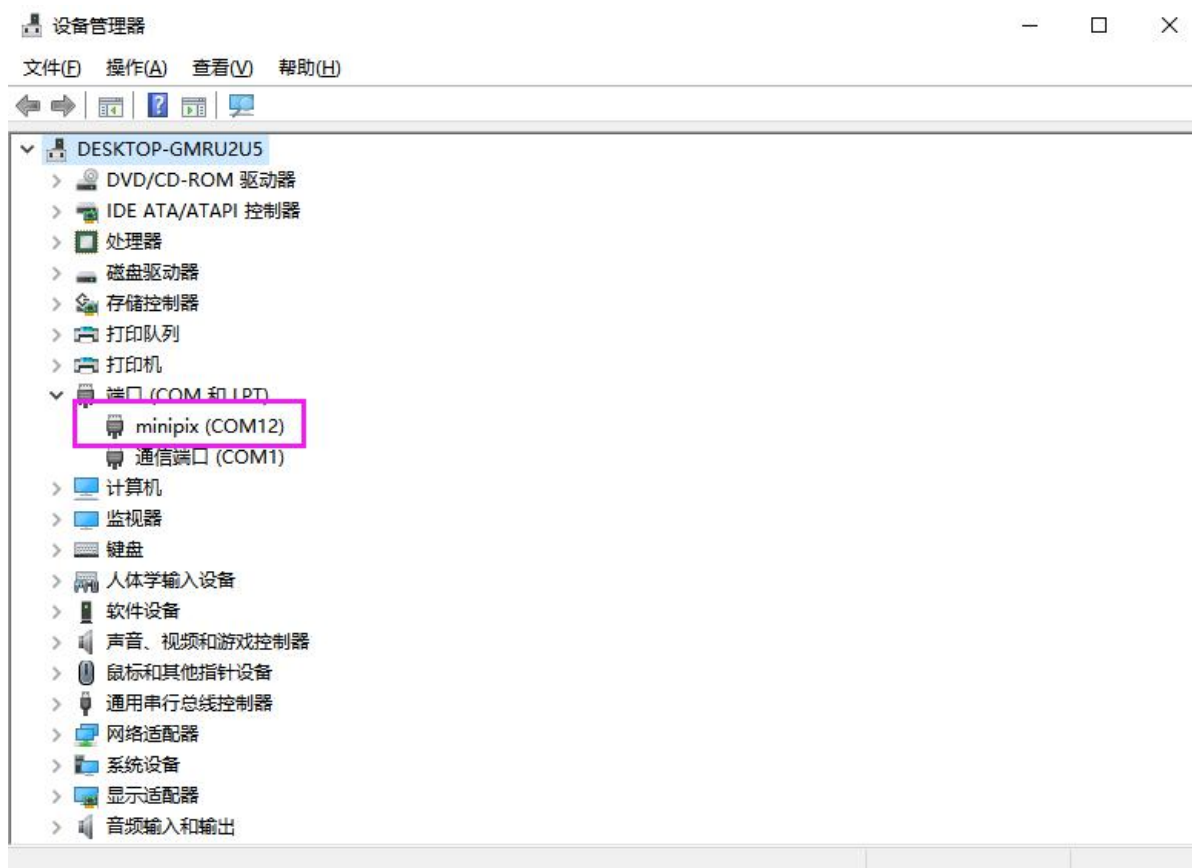 设备管理器
文件(F) 操作(A) 查看(V) 帮助(H)
DESKTOP-GMRU2U5
DVD/CD-ROM 驱动器
IDE ATA/ATAPI 控制器
处理器
磁盘驱动器
存储控制器
打印队列
打印机
端口 (COM 和 LPT)
minipix (COM12)
通信端口 (COM1)
计算机
监视器
键盘
人体学输入设备
软件设备
声音、视频和游戏控制器
鼠标和其他指针设备
通用串行总线控制器
网络适配器
系统设备
显示适配器
音频输入和输出